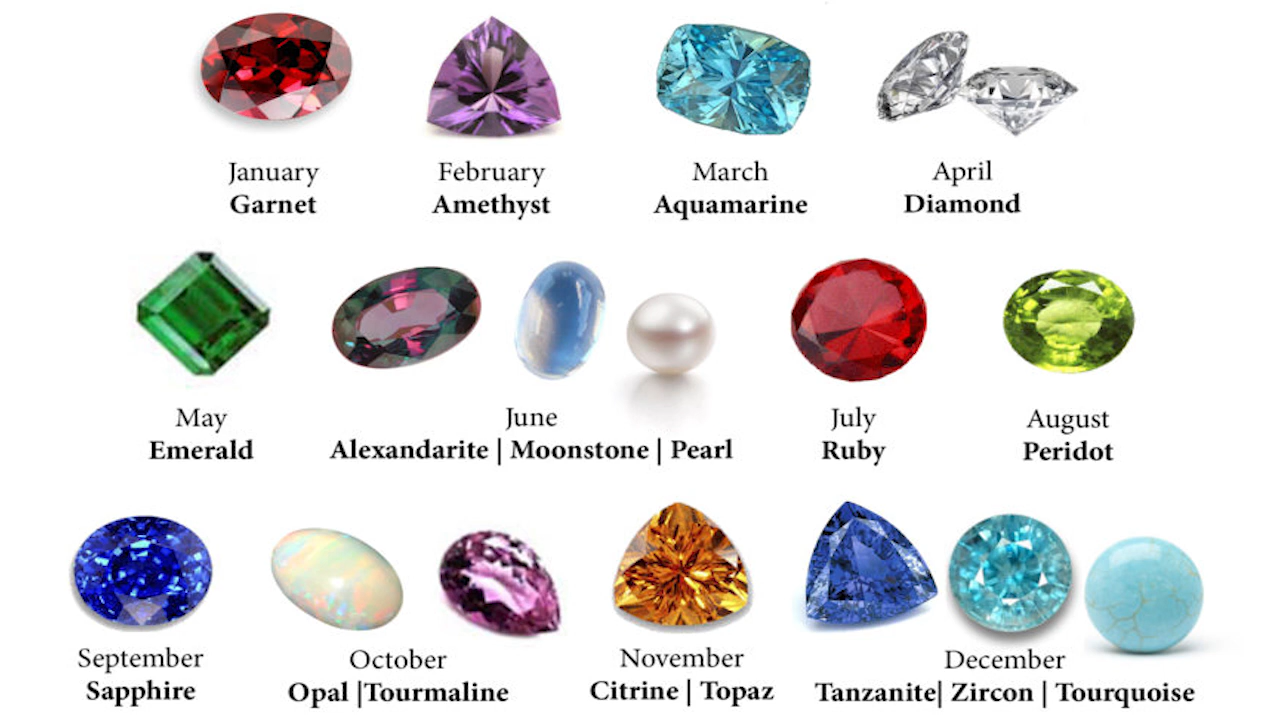 January
Garnet
February
Amethyst
March
Aquamarine
April
Diamond
May
Emerald
June
Alexandarite | Moonstone | Pearl
July
Ruby
August
Peridot
September
Sapphire
October
Opal |Tourmaline
November
Citrine | Topaz
December
Tanzanite| Zircon | Tourquoise